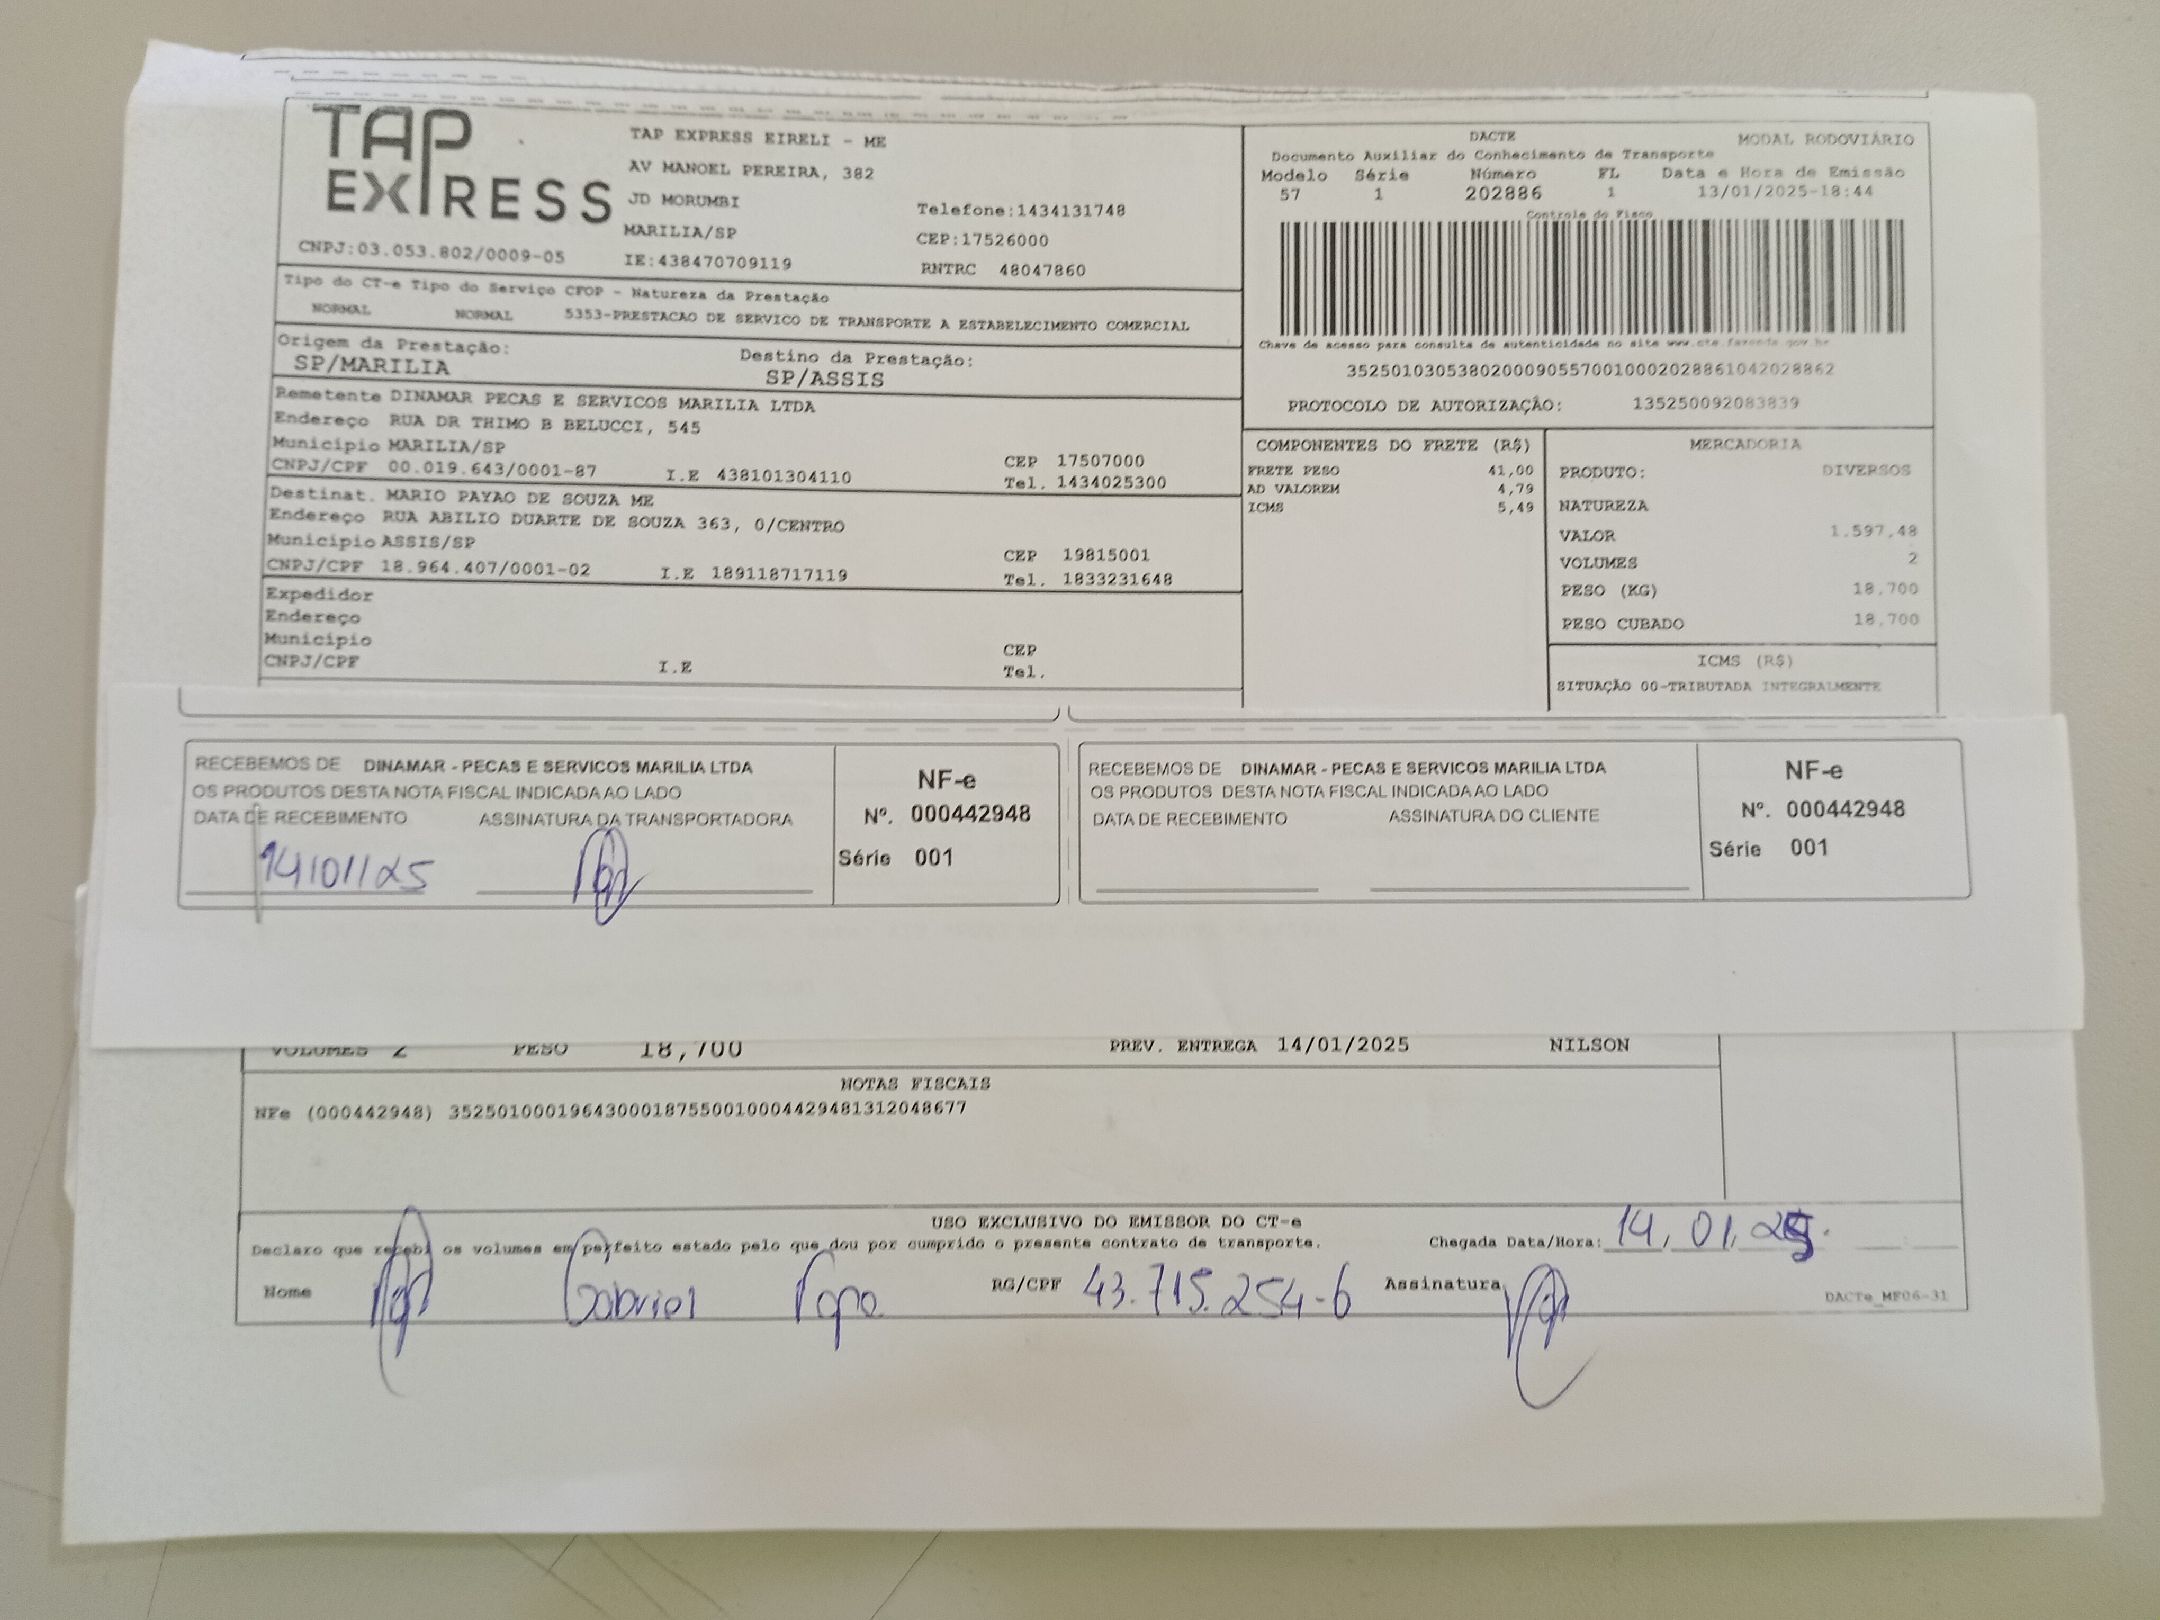 TAP
EXPRESS
CNPJ:03.053.802/0009-05
TAP EXPRESS EIRELI - ME
AV MANOEL PEREIRA, 382
JD MORUMBI
MARILIA/SP
IE:438470709119
Telefone:1434131748
CEP:17526000
RNTRC 48047860
DACTE MODAL RODOVIÁRIO
Documento Auxiliar do Conhecimento de Transporte
Modelo Série Número FL Data e Hora de Emissão
57 1 202886 1 13/01/2025-18:44
Controle do Fisco
Chave de acesso para consulta de autenticidade no site www.cte.fazenda.gov.br
35250103053802000905570010002028861042028862
PROTOCOLO DE AUTORIZAÇÃO: 135250092083839
Tipo do CT-e Tipo do Serviço CFOP - Natureza da Prestação
NORMAL NORMAL 5353-PRESTACAO DE SERVICO DE TRANSPORTE A ESTABELECIMENTO COMERCIAL
Origem da Prestação: Destino da Prestação:
SP/MARILIA SP/ASSIS
Remetente DINAMAR PECAS E SERVICOS MARILIA LTDA
Endereço RUA DR THIMO B BELUCCI, 545
Município MARILIA/SP CEP 17507000
CNPJ/CPF 00.019.643/0001-87 I.E 438101304110 Tel. 1434025300
Destinat. MARIO PAYAO DE SOUZA ME
Endereço RUA ABILIO DUARTE DE SOUZA 363, 0/CENTRO
Município ASSIS/SP CEP 19815001
CNPJ/CPF 18.964.407/0001-02 I.E 189118717119 Tel. 1833231648
Expedidor
Endereço
Município CEP
CNPJ/CPF I.E Tel.
COMPONENTES DO FRETE (R$)
FRETE PESO 41,00
AD VALOREM 4,79
ICMS 5,49
MERCADORIA
PRODUTO: DIVERSOS
NATUREZA
VALOR 1.597,48
VOLUMES 2
PESO (KG) 18,700
PESO CUBADO 18,700
ICMS (R$)
SITUAÇÃO 00-TRIBUTADA INTEGRALMENTE
RECEBEMOS DE DINAMAR - PECAS E SERVICOS MARILIA LTDA
OS PRODUTOS DESTA NOTA FISCAL INDICADA AO LADO
DATA DE RECEBIMENTO ASSINATURA DA TRANSPORTADORA
14/01/25
NF-e
Nº. 000442948
Série 001
RECEBEMOS DE DINAMAR - PECAS E SERVICOS MARILIA LTDA
OS PRODUTOS DESTA NOTA FISCAL INDICADA AO LADO
DATA DE RECEBIMENTO ASSINATURA DO CLIENTE
NF-e
Nº. 000442948
Série 001
VOLUMES 2 PESO 18,700 PREV. ENTREGA 14/01/2025 NILSON
NOTAS FISCAIS
NFe (000442948) 35250100019643000187550010004429481312048677
USO EXCLUSIVO DO EMISSOR DO CT-e
Declaro que recebi os volumes em perfeito estado pelo que dou por cumprido o presente contrato de transporte. Chegada Data/Hora: 14, 01, 25.
Nome Gabriel Papa RG/CPF 43.715.254-6 Assinatura
DACTe_MF06-31